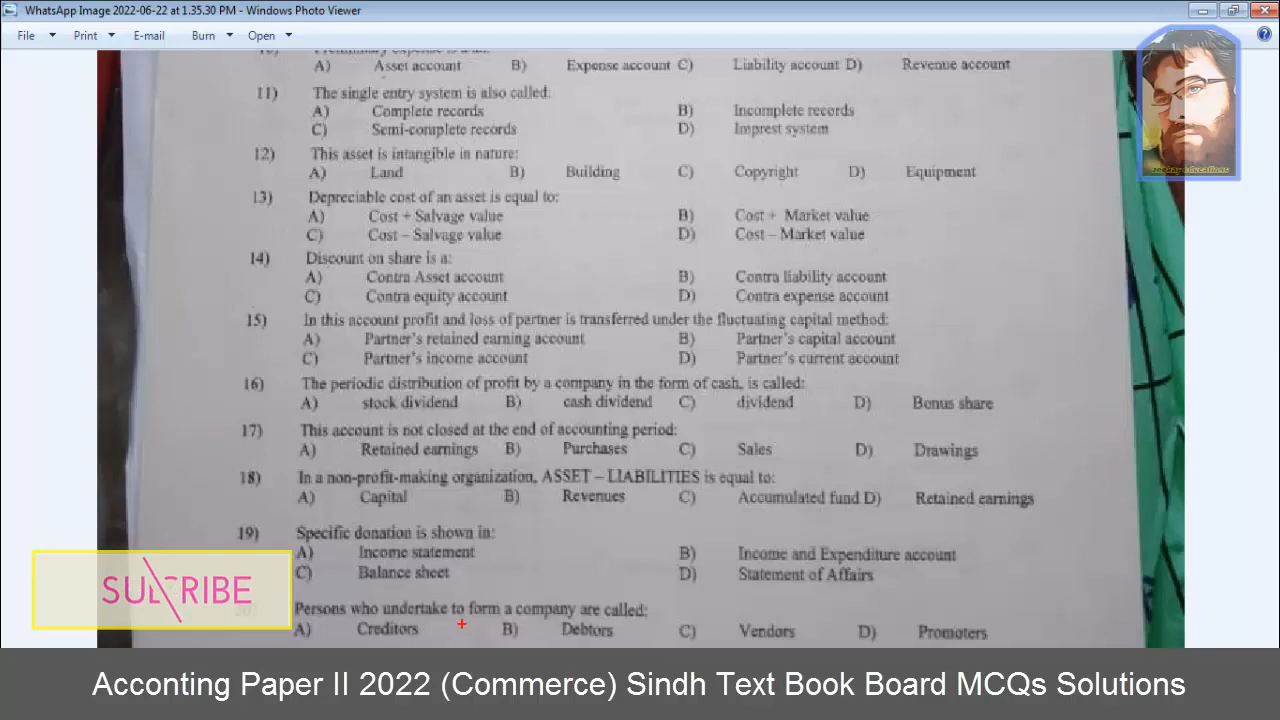 WhatsApp Image 2022-06-22 at 1.35.30 PM - Windows Photo Viewer
File Print E-mail Burn Open
10) Preliminary expense is a an:
A) Asset account B) Expense account C) Liability account D) Revenue account
11) The single entry system is also called:
A) Complete records B) Incomplete records
C) Semi-complete records D) Imprest system
12) This asset is intangible in nature:
A) Land B) Building C) Copyright D) Equipment
13) Depreciable cost of an asset is equal to:
A) Cost + Salvage value B) Cost + Market value
C) Cost – Salvage value D) Cost – Market value
14) Discount on share is a:
A) Contra Asset account B) Contra liability account
C) Contra equity account D) Contra expense account
15) In this account profit and loss of partner is transferred under the fluctuating capital method:
A) Partner's retained earning account B) Partner's capital account
C) Partner's income account D) Partner's current account
16) The periodic distribution of profit by a company in the form of cash, is called:
A) stock dividend B) cash dividend C) dividend D) Bonus share
17) This account is not closed at the end of accounting period:
A) Retained earnings B) Purchases C) Sales D) Drawings
18) In a non-profit-making organization, ASSET – LIABILITIES is equal to:
A) Capital B) Revenues C) Accumulated fund D) Retained earnings
19) Specific donation is shown in:
A) Income statement B) Income and Expenditure account
C) Balance sheet D) Statement of Affairs
20) Persons who undertake to form a company are called:
A) Creditors B) Debtors C) Vendors D) Promoters
Acconting Paper II 2022 (Commerce) Sindh Text Book Board MCQs Solutions